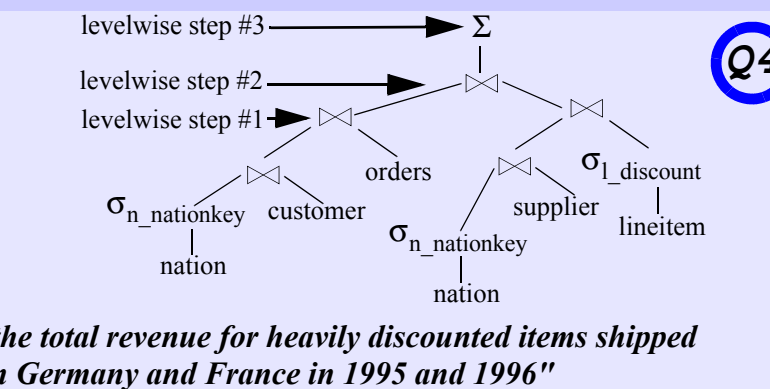 levelwise step #3 Σ
levelwise step #2
levelwise step #1
orders
σl_discount
σn_nationkey customer
supplier
lineitem
σn_nationkey
nation
nation
the total revenue for heavily discounted items shipped
Germany and France in 1995 and 1996"